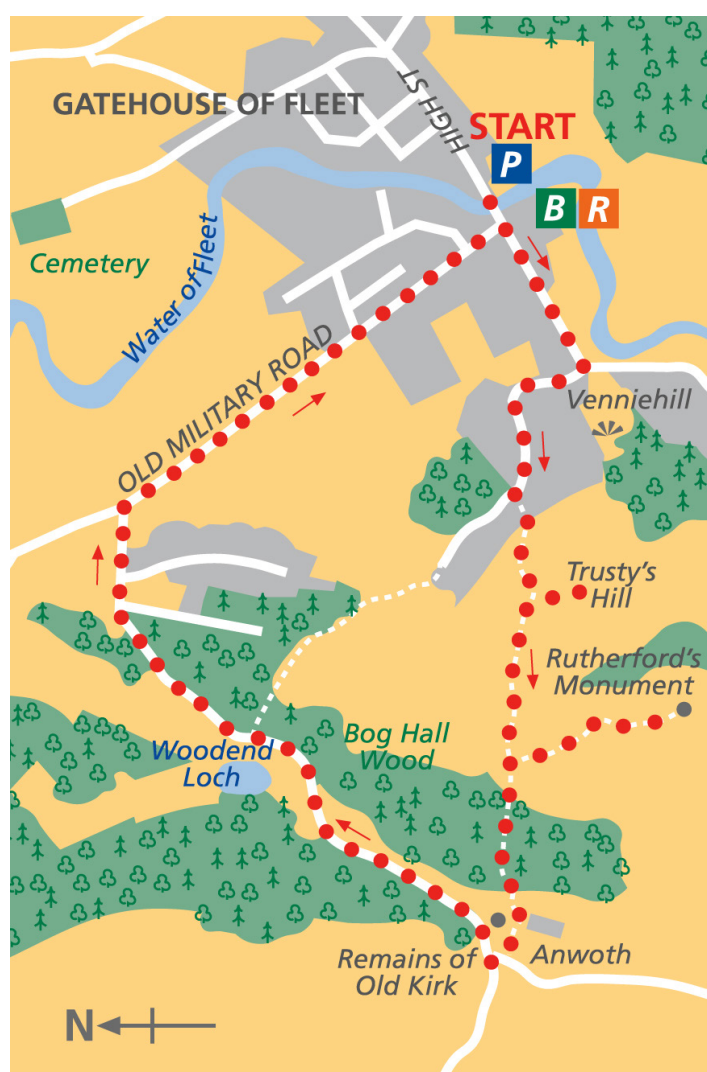 GATEHOUSE OF FLEET
HIGH ST
START
P
B
R
Cemetery
Water of Fleet
OLD MILITARY ROAD
Venniehill
Trusty's
Hill
Rutherford's
Monument
Bog Hall
Wood
Woodend
Loch
Remains of
Old Kirk
Anwoth
N